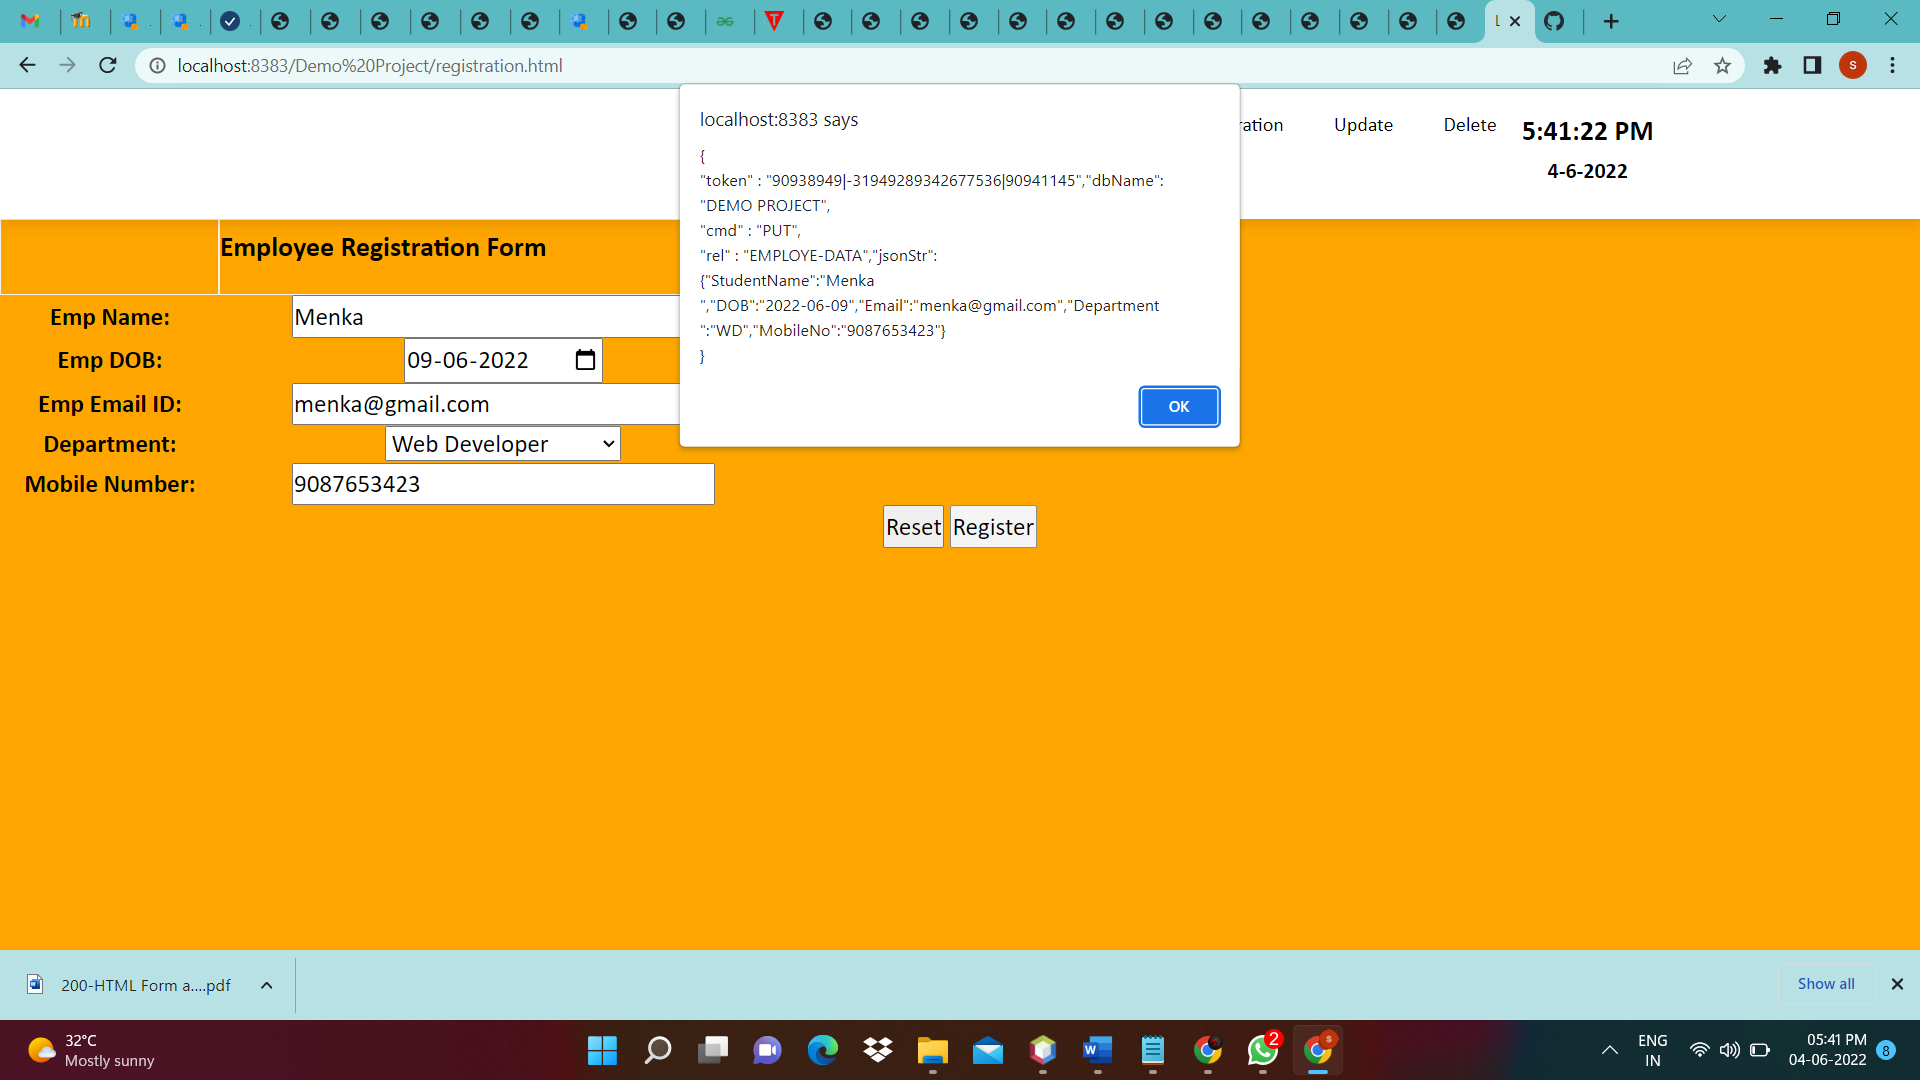 L
localhost:8383/Demo%20Project/registration.html
S
localhost:8383 says
{
"token" : "90938949|-31949289342677536|90941145","dbName":
"DEMO PROJECT",
"cmd" : "PUT",
"rel" : "EMPLOYE-DATA","jsonStr":
{"StudentName":"Menka
","DOB":"2022-06-09","Email":"menka@gmail.com","Department
":"WD","MobileNo":"9087653423"}
}
OK
ration Update Delete 5:41:22 PM
4-6-2022
Employee Registration Form
Emp Name: Menka
Emp DOB: 09-06-2022
Emp Email ID: menka@gmail.com
Department: Web Developer
Mobile Number: 9087653423
Reset Register
200-HTML Form a....pdf Show all
32°C
Mostly sunny
2
S
ENG
IN
05:41 PM
04-06-2022
8